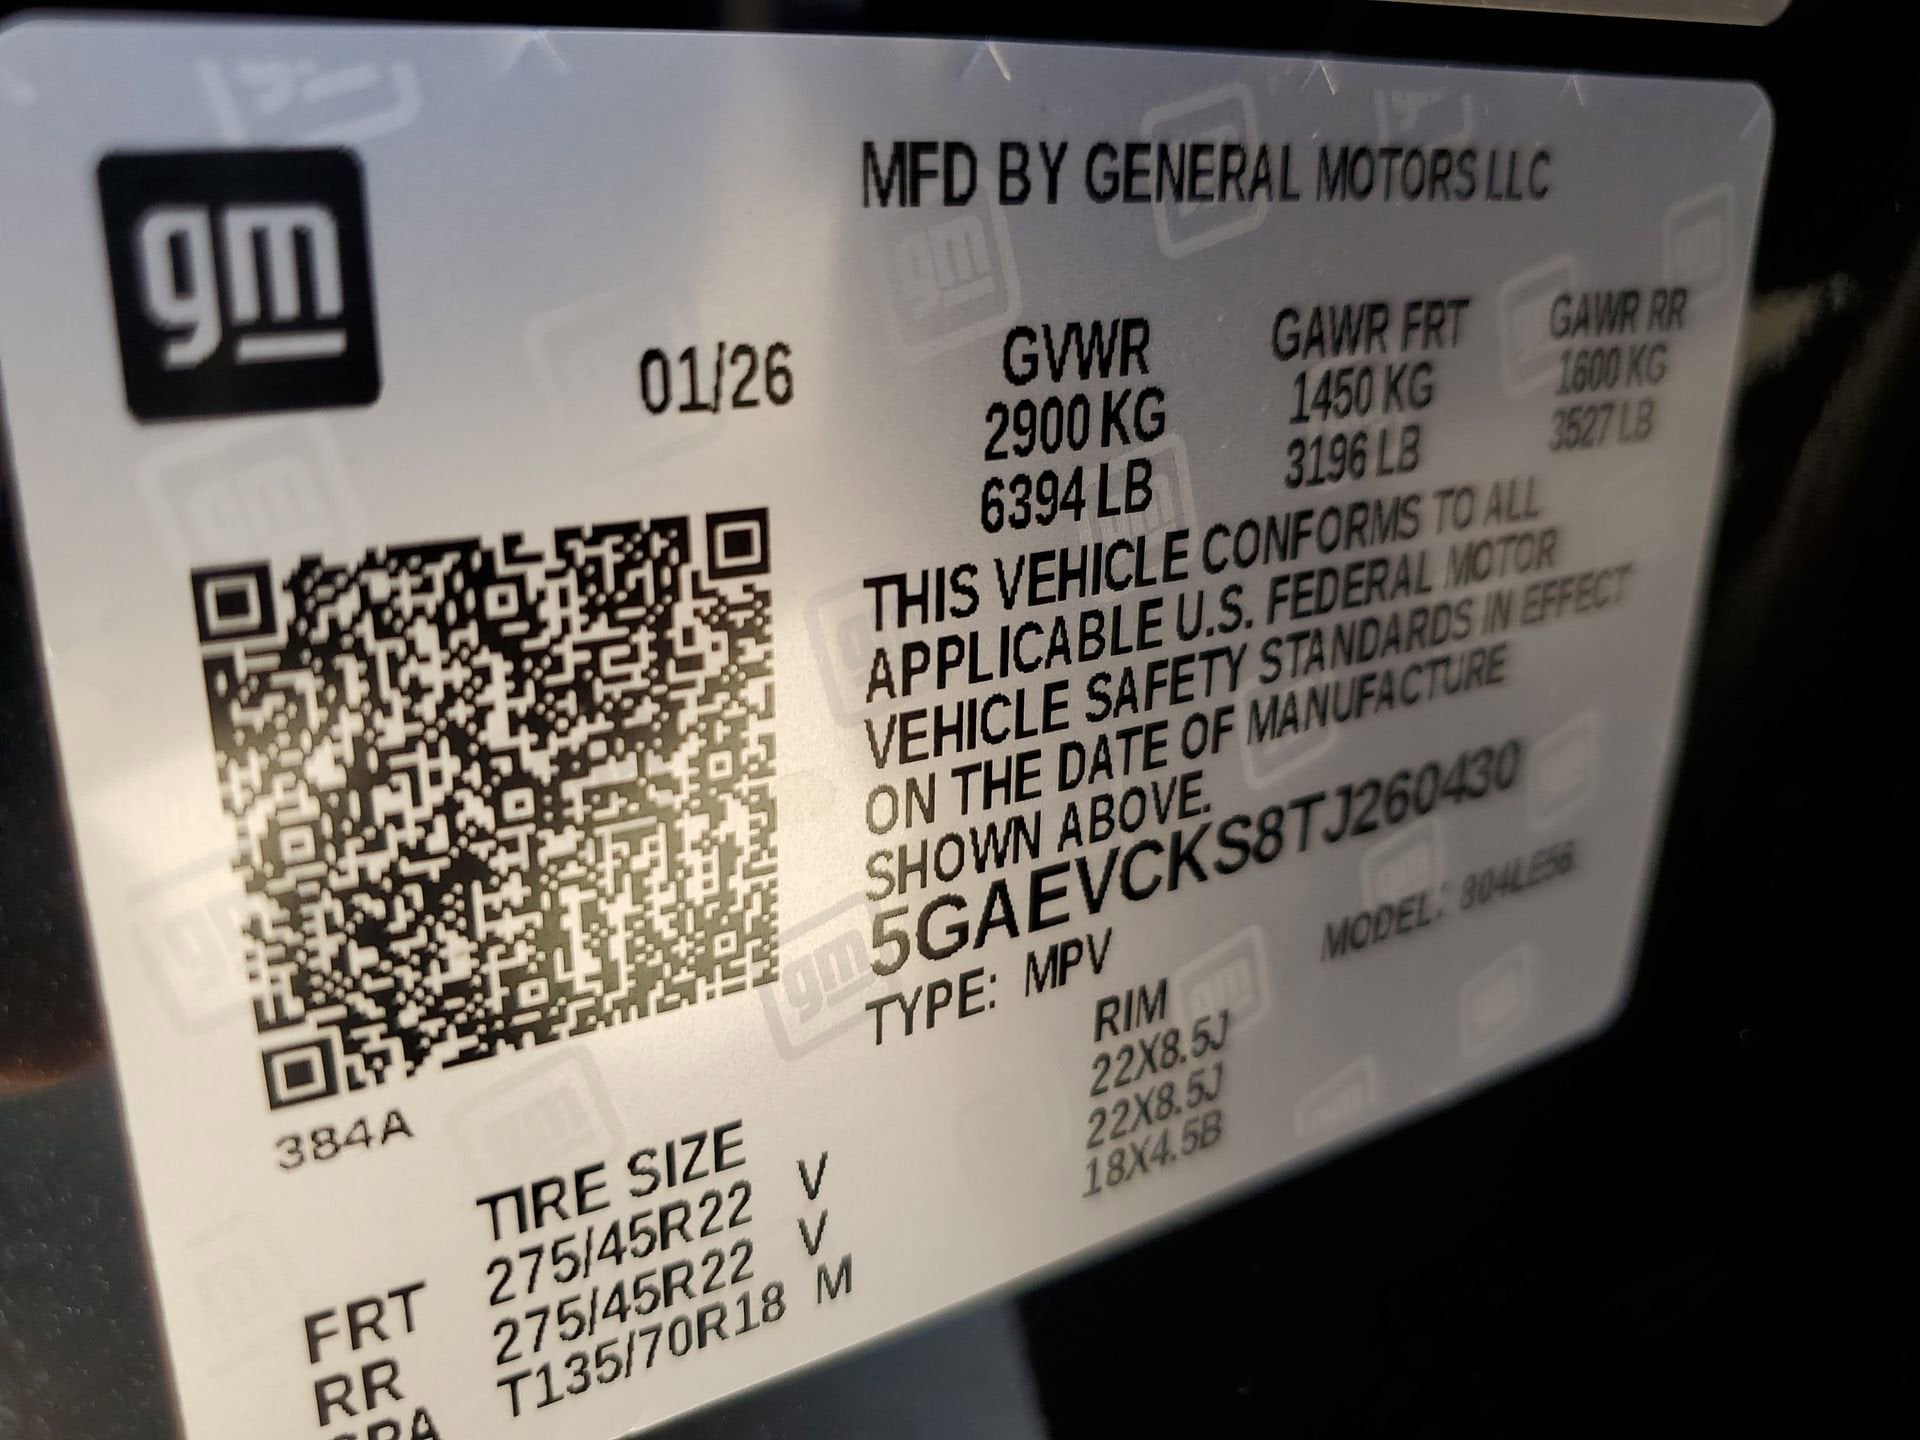 gm
MFD BY GENERAL MOTORS LLC
01/26
GVWR GAWR FRT GAWR RR
2900 KG 1450 KG 1600 KG
6394 LB 3196 LB 3527 LB
THIS VEHICLE CONFORMS TO ALL
APPLICABLE U.S. FEDERAL MOTOR
VEHICLE SAFETY STANDARDS IN EFFECT
ON THE DATE OF MANUFACTURE
SHOWN ABOVE.
5GAEVCKS8TJ260430
TYPE: MPV MODEL:
384A
TIRE SIZE RIM
FRT 275/45R22 V 22X8.5J
RR 275/45R22 V 22X8.5J
T135/70R18 M 18X4.5B